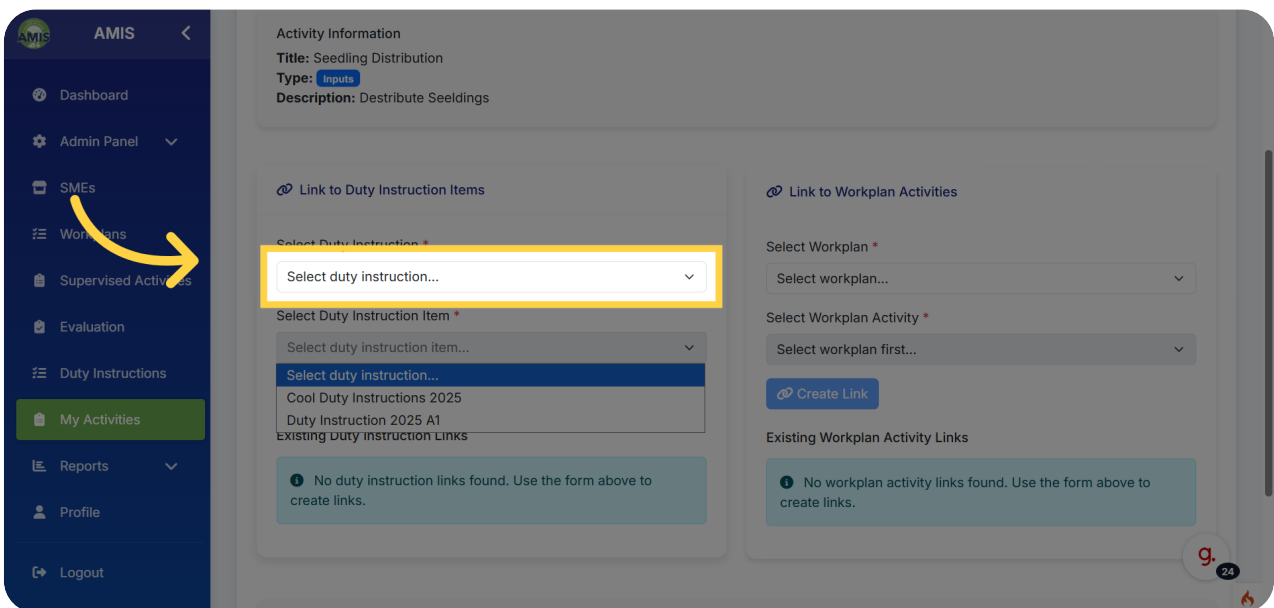 AMIS
AMIS
Dashboard
Admin Panel
SMEs
Workplans
Supervised Activities
Evaluation
Duty Instructions
My Activities
Reports
Profile
Logout
Activity Information
Title: Seedling Distribution
Type: Inputs
Description: Destribute Seeldings
Link to Duty Instruction Items
Select Duty Instruction *
Select duty instruction...
Select Duty Instruction Item *
Select duty instruction item...
Select duty instruction...
Cool Duty Instructions 2025
Duty Instruction 2025 A1
Existing Duty Instruction Links
No duty instruction links found. Use the form above to
create links.
Link to Workplan Activities
Select Workplan *
Select workplan...
Select Workplan Activity *
Select workplan first...
Create Link
Existing Workplan Activity Links
No workplan activity links found. Use the form above to
create links.
g.
24